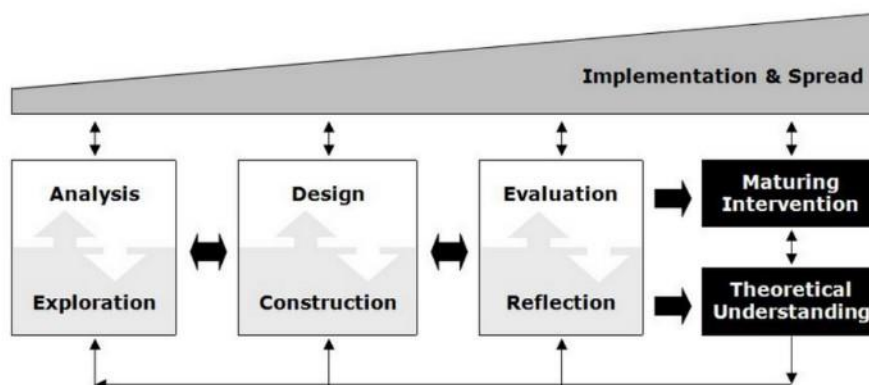 Implementation & Spread
Analysis
Exploration
Design
Construction
Evaluation
Reflection
Maturing
Intervention
Theoretical
Understanding